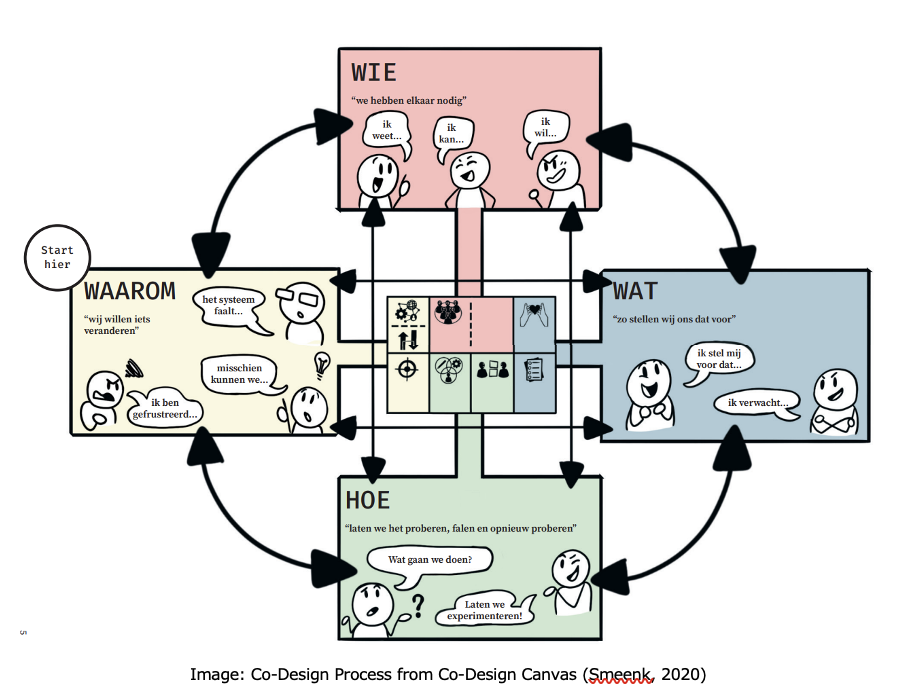 WIE
“we hebben elkaar nodig”
ik
weet...
ik
kan...
ik
wil...
Start
hier
WAAROM
“wij willen iets
veranderen”
het systeem
faalt...
misschien
kunnen we...
ik ben
gefrustreerd...
WAT
“zo stellen wij ons dat voor”
ik stel mij
voor dat...
ik verwacht...
HOE
“laten we het proberen, falen en opnieuw proberen”
Wat gaan we doen?
?
Laten we
experimenteren!
5
Image: Co-Design Process from Co-Design Canvas (Smeenk, 2020)